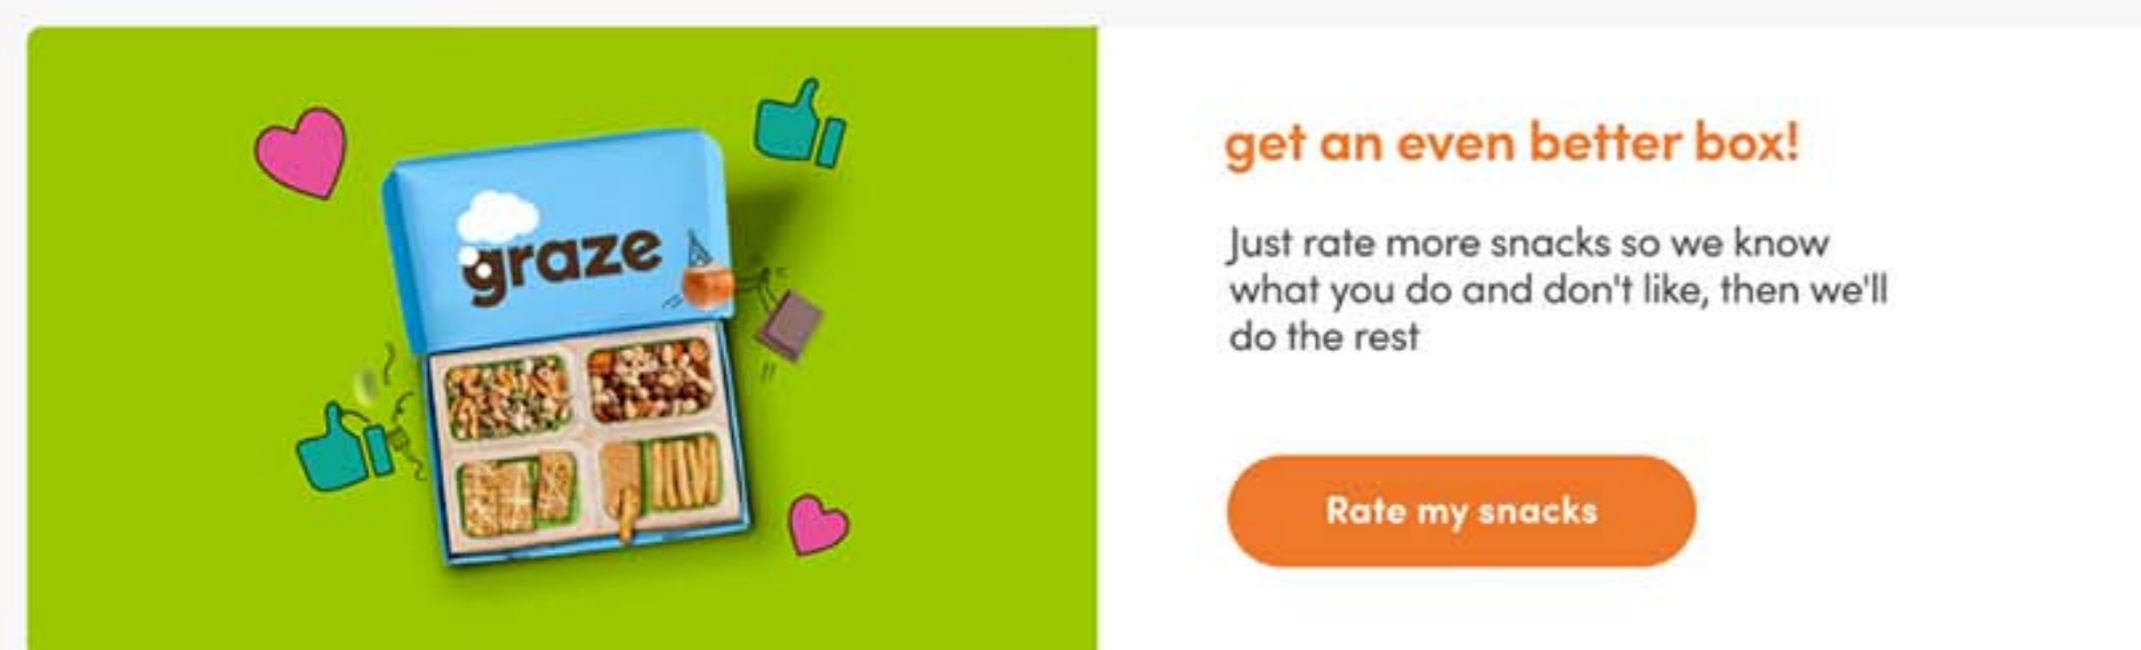 graze
get an even better box!
Just rate more snacks so we know
what you do and don't like, then we'll
do the rest
Rate my snacks